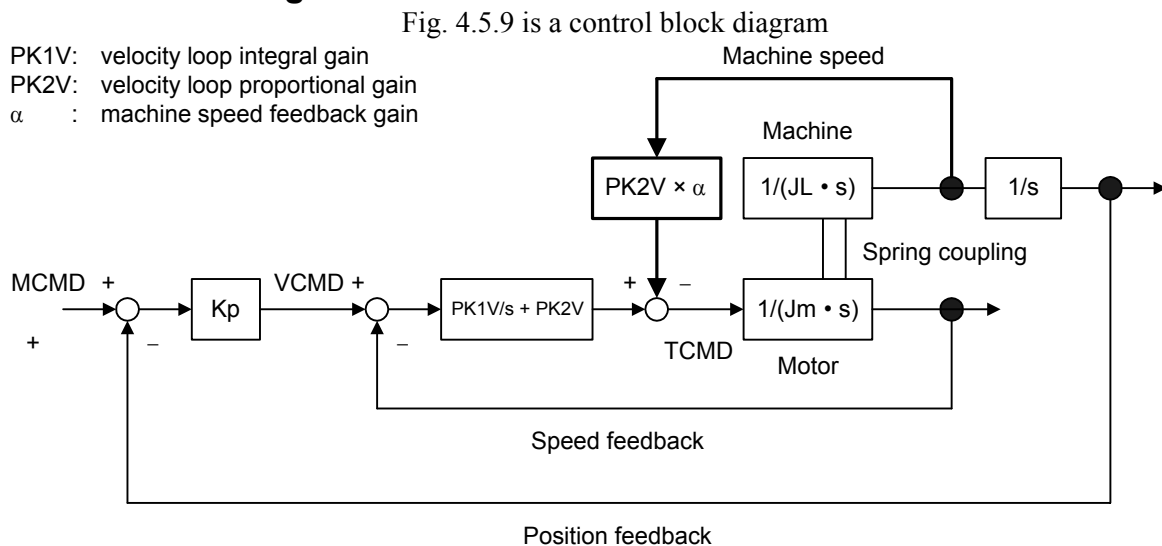 Fig. 4.5.9 is a control block diagram
PK1V: velocity loop integral gain
PK2V: velocity loop proportional gain
α : machine speed feedback gain
Machine speed
Machine
PK2V × α
1/(JL • s)
1/s
Spring coupling
MCMD +
VCMD +
+ −
Kp
PK1V/s + PK2V
1/(Jm • s)
+ − −
TCMD
Motor
Speed feedback
Position feedback